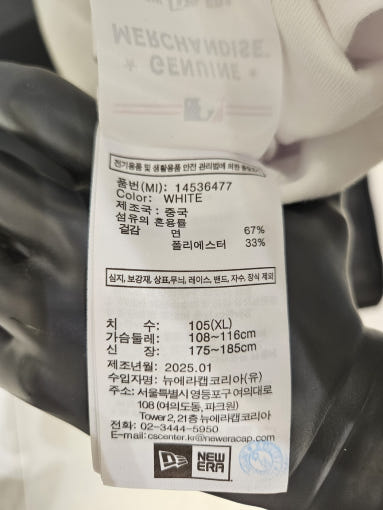 MERCHANDISE
GENUINE
전기용품 및 생활용품 안전 관리법에 의한
품번(MI): 14536477
Color: WHITE
제조국 : 중국
섬유의 혼용률
겉감 면 67%
폴리에스터 33%
심지, 보강재, 상표,무늬, 레이스, 밴드, 자수, 장식 제외
치 수: 105(XL)
가슴둘레: 108~116cm
신 장: 175~185cm
제조년월: 2025.01
수입자명: 뉴에라캡코리아(유)
주소: 서울특별시 영등포구 여의대로
108 (여의도동, 파크원)
Tower 2, 21층 뉴에라캡코리아
전화: 02-3444-5950
E-mail: cscenter.kr@neweracap.com
NEW ERA